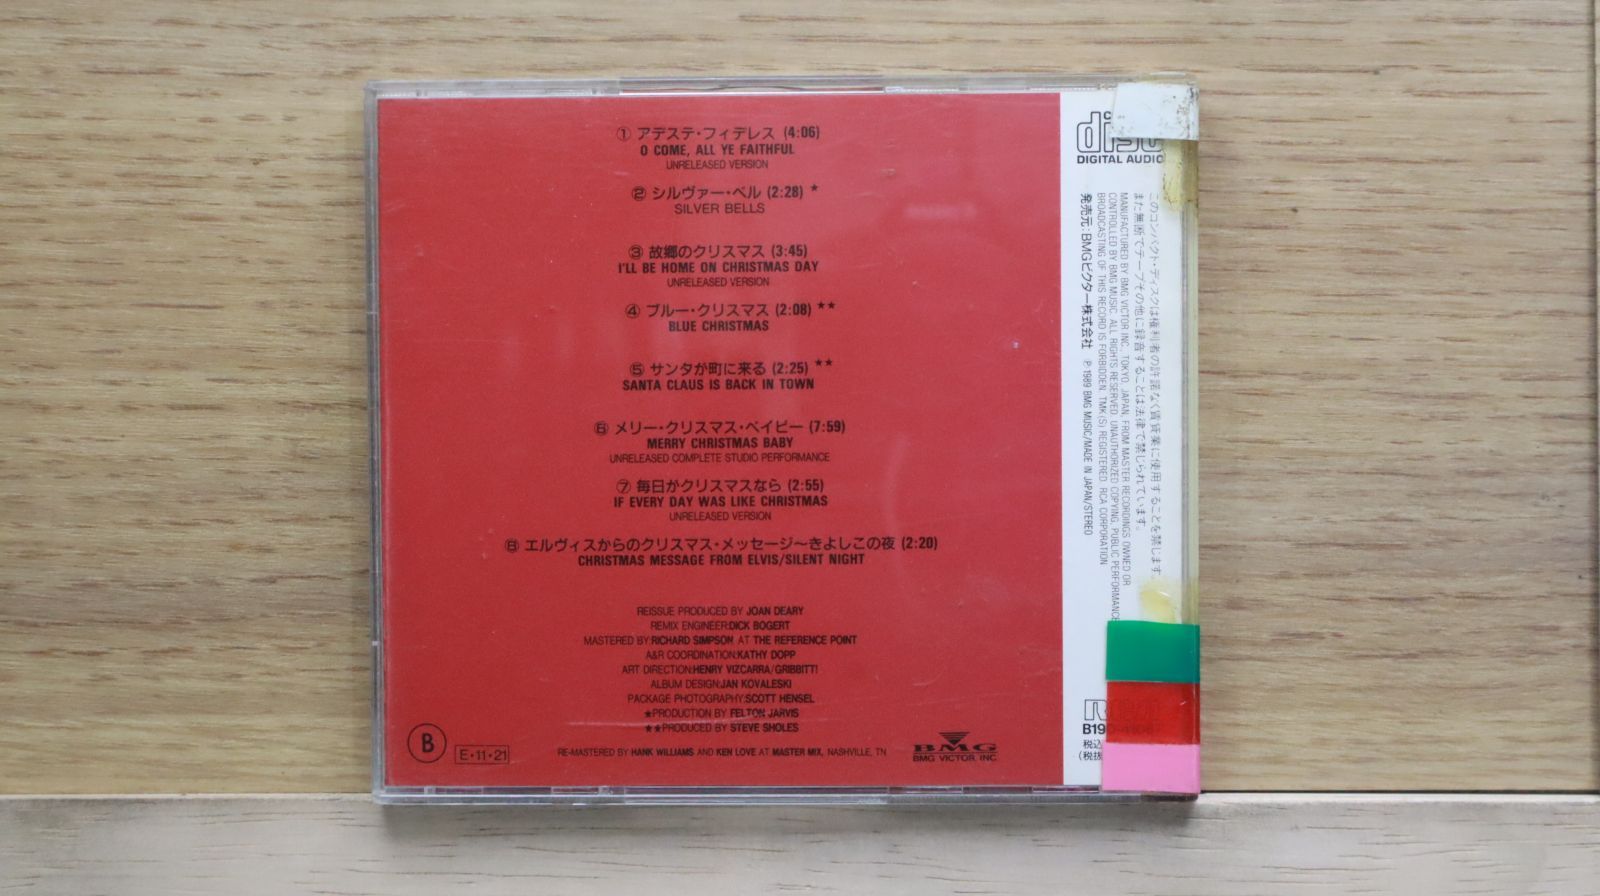 ① アデステ・フィデレス (4:06)
O COME, ALL YE FAITHFUL
UNRELEASED VERSION
② シルヴァー・ベル (2:28) ★
SILVER BELLS
③ 故郷のクリスマス (3:45)
I'LL BE HOME ON CHRISTMAS DAY
UNRELEASED VERSION
④ ブルー・クリスマス (2:08) ★★
BLUE CHRISTMAS
⑤ サンタが町に来る (2:25) ★★
SANTA CLAUS IS BACK IN TOWN
⑥ メリー・クリスマス・ベイビー (7:59)
MERRY CHRISTMAS BABY
UNRELEASED COMPLETE STUDIO PERFORMANCE
⑦ 毎日がクリスマスなら (2:55)
IF EVERY DAY WAS LIKE CHRISTMAS
UNRELEASED VERSION
⑧ エルヴィスからのクリスマス・メッセージ〜きよしこの夜 (2:20)
CHRISTMAS MESSAGE FROM ELVIS/SILENT NIGHT
REISSUE PRODUCED BY JOAN DEARY
REMIX ENGINEER:DICK BOGERT
MASTERED BY:RICHARD SIMPSON AT THE REFERENCE POINT
A&R COORDINATION:KATHY DOPP
ART DIRECTION:HENRY VIZCARRA/GRIBBITT!
ALBUM DESIGN:JAN KOVALESKI
PACKAGE PHOTOGRAPHY:SCOTT HENSEL
★PRODUCTION BY FELTON JARVIS
★★PRODUCED BY STEVE SHOLES
RE-MASTERED BY HANK WILLIAMS AND KEN LOVE AT MASTER MIX, NASHVILLE, TN
B
E・11・21
BMG
BMG VICTOR, INC.
disc
DIGITAL AUDIO
このコンパクト・ディスクは権利者の許諾なく賃貸業に使用することを禁じます。
また無断でテープその他に録音することは法律で禁じられています。
MANUFACTURED BY BMG VICTOR INC., TOKYO, JAPAN. FROM MASTER RECORDINGS OWNED OR
CONTROLLED BY BMG MUSIC. ALL RIGHTS RESERVED. UNAUTHORIZED COPYING, PUBLIC PERFORMANCE
BROADCASTING OF THIS RECORD IS FORBIDDEN. TMK(S) REGISTERED. RCA CORPORATION
発売元:BMGビクター株式会社 Ⓟ 1989 BMG MUSIC/MADE IN JAPAN/STEREO
B19
税込
(税抜